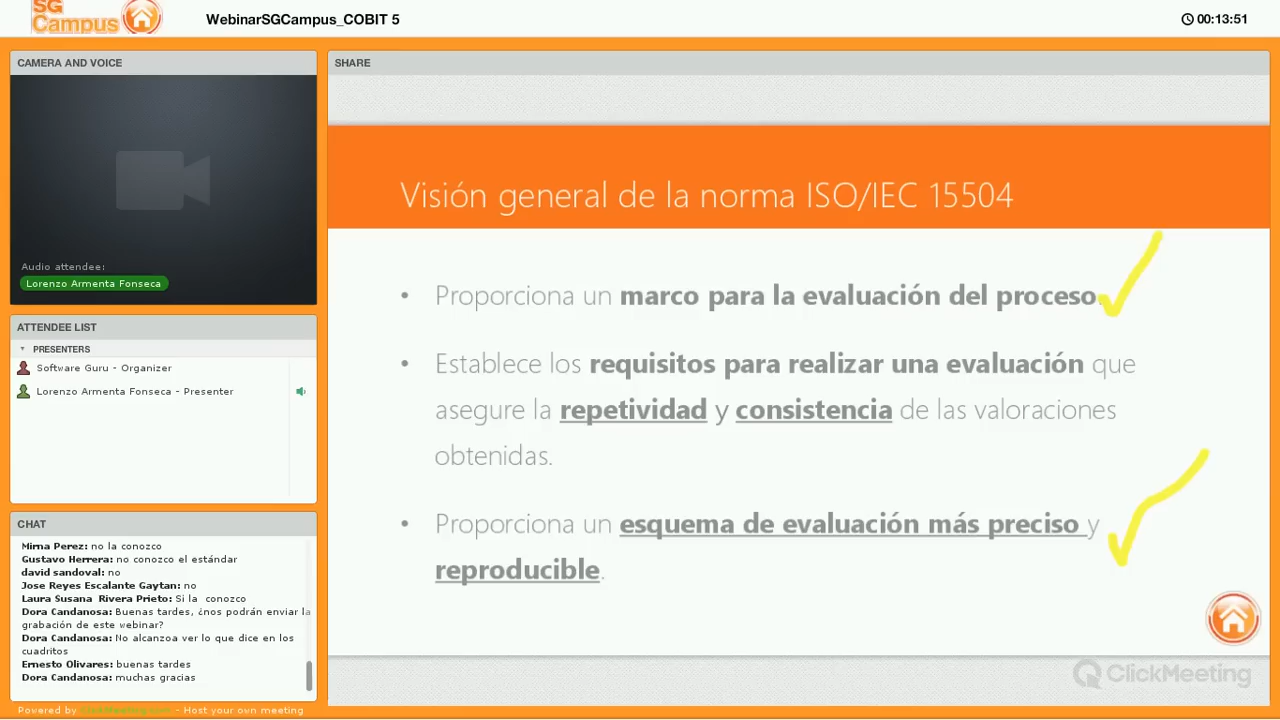 SG
Campus
WebinarSGCampus_COBIT 5
00:13:51
CAMERA AND VOICE
Audio attendee:
Lorenzo Armenta Fonseca
ATTENDEE LIST
PRESENTERS
Software Guru - Organizer
Lorenzo Armenta Fonseca - Presenter
CHAT
Mirna Perez: no la conozco
Gustavo Herrera: no conozco el estándar
david sandoval: no
Jose Reyes Escalante Gaytan: no
Laura Susana Rivera Prieto: Si la conozco
Dora Candanosa: Buenas tardes, ¿nos podrán enviar la
grabación de este webinar?
Dora Candanosa: No alcanzoa ver lo que dice en los
cuadritos
Ernesto Olivares: buenas tardes
Dora Candanosa: muchas gracias
Powered by ClickMeeting.com - Host your own meeting
SHARE
Visión general de la norma ISO/IEC 15504
• Proporciona un marco para la evaluación del proceso.
• Establece los requisitos para realizar una evaluación que
asegure la repetividad y consistencia de las valoraciones
obtenidas.
• Proporciona un esquema de evaluación más preciso y
reproducible.
ClickMeeting